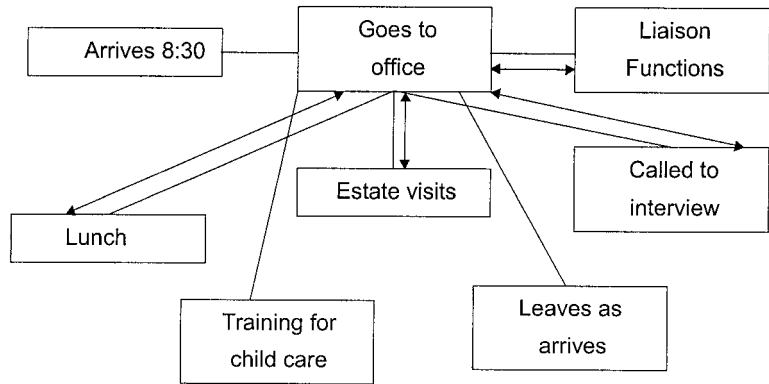 Arrives 8:30
Goes to
office
Liaison
Functions
Called to
interview
Estate visits
Lunch
Training for
child care
Leaves as
arrives